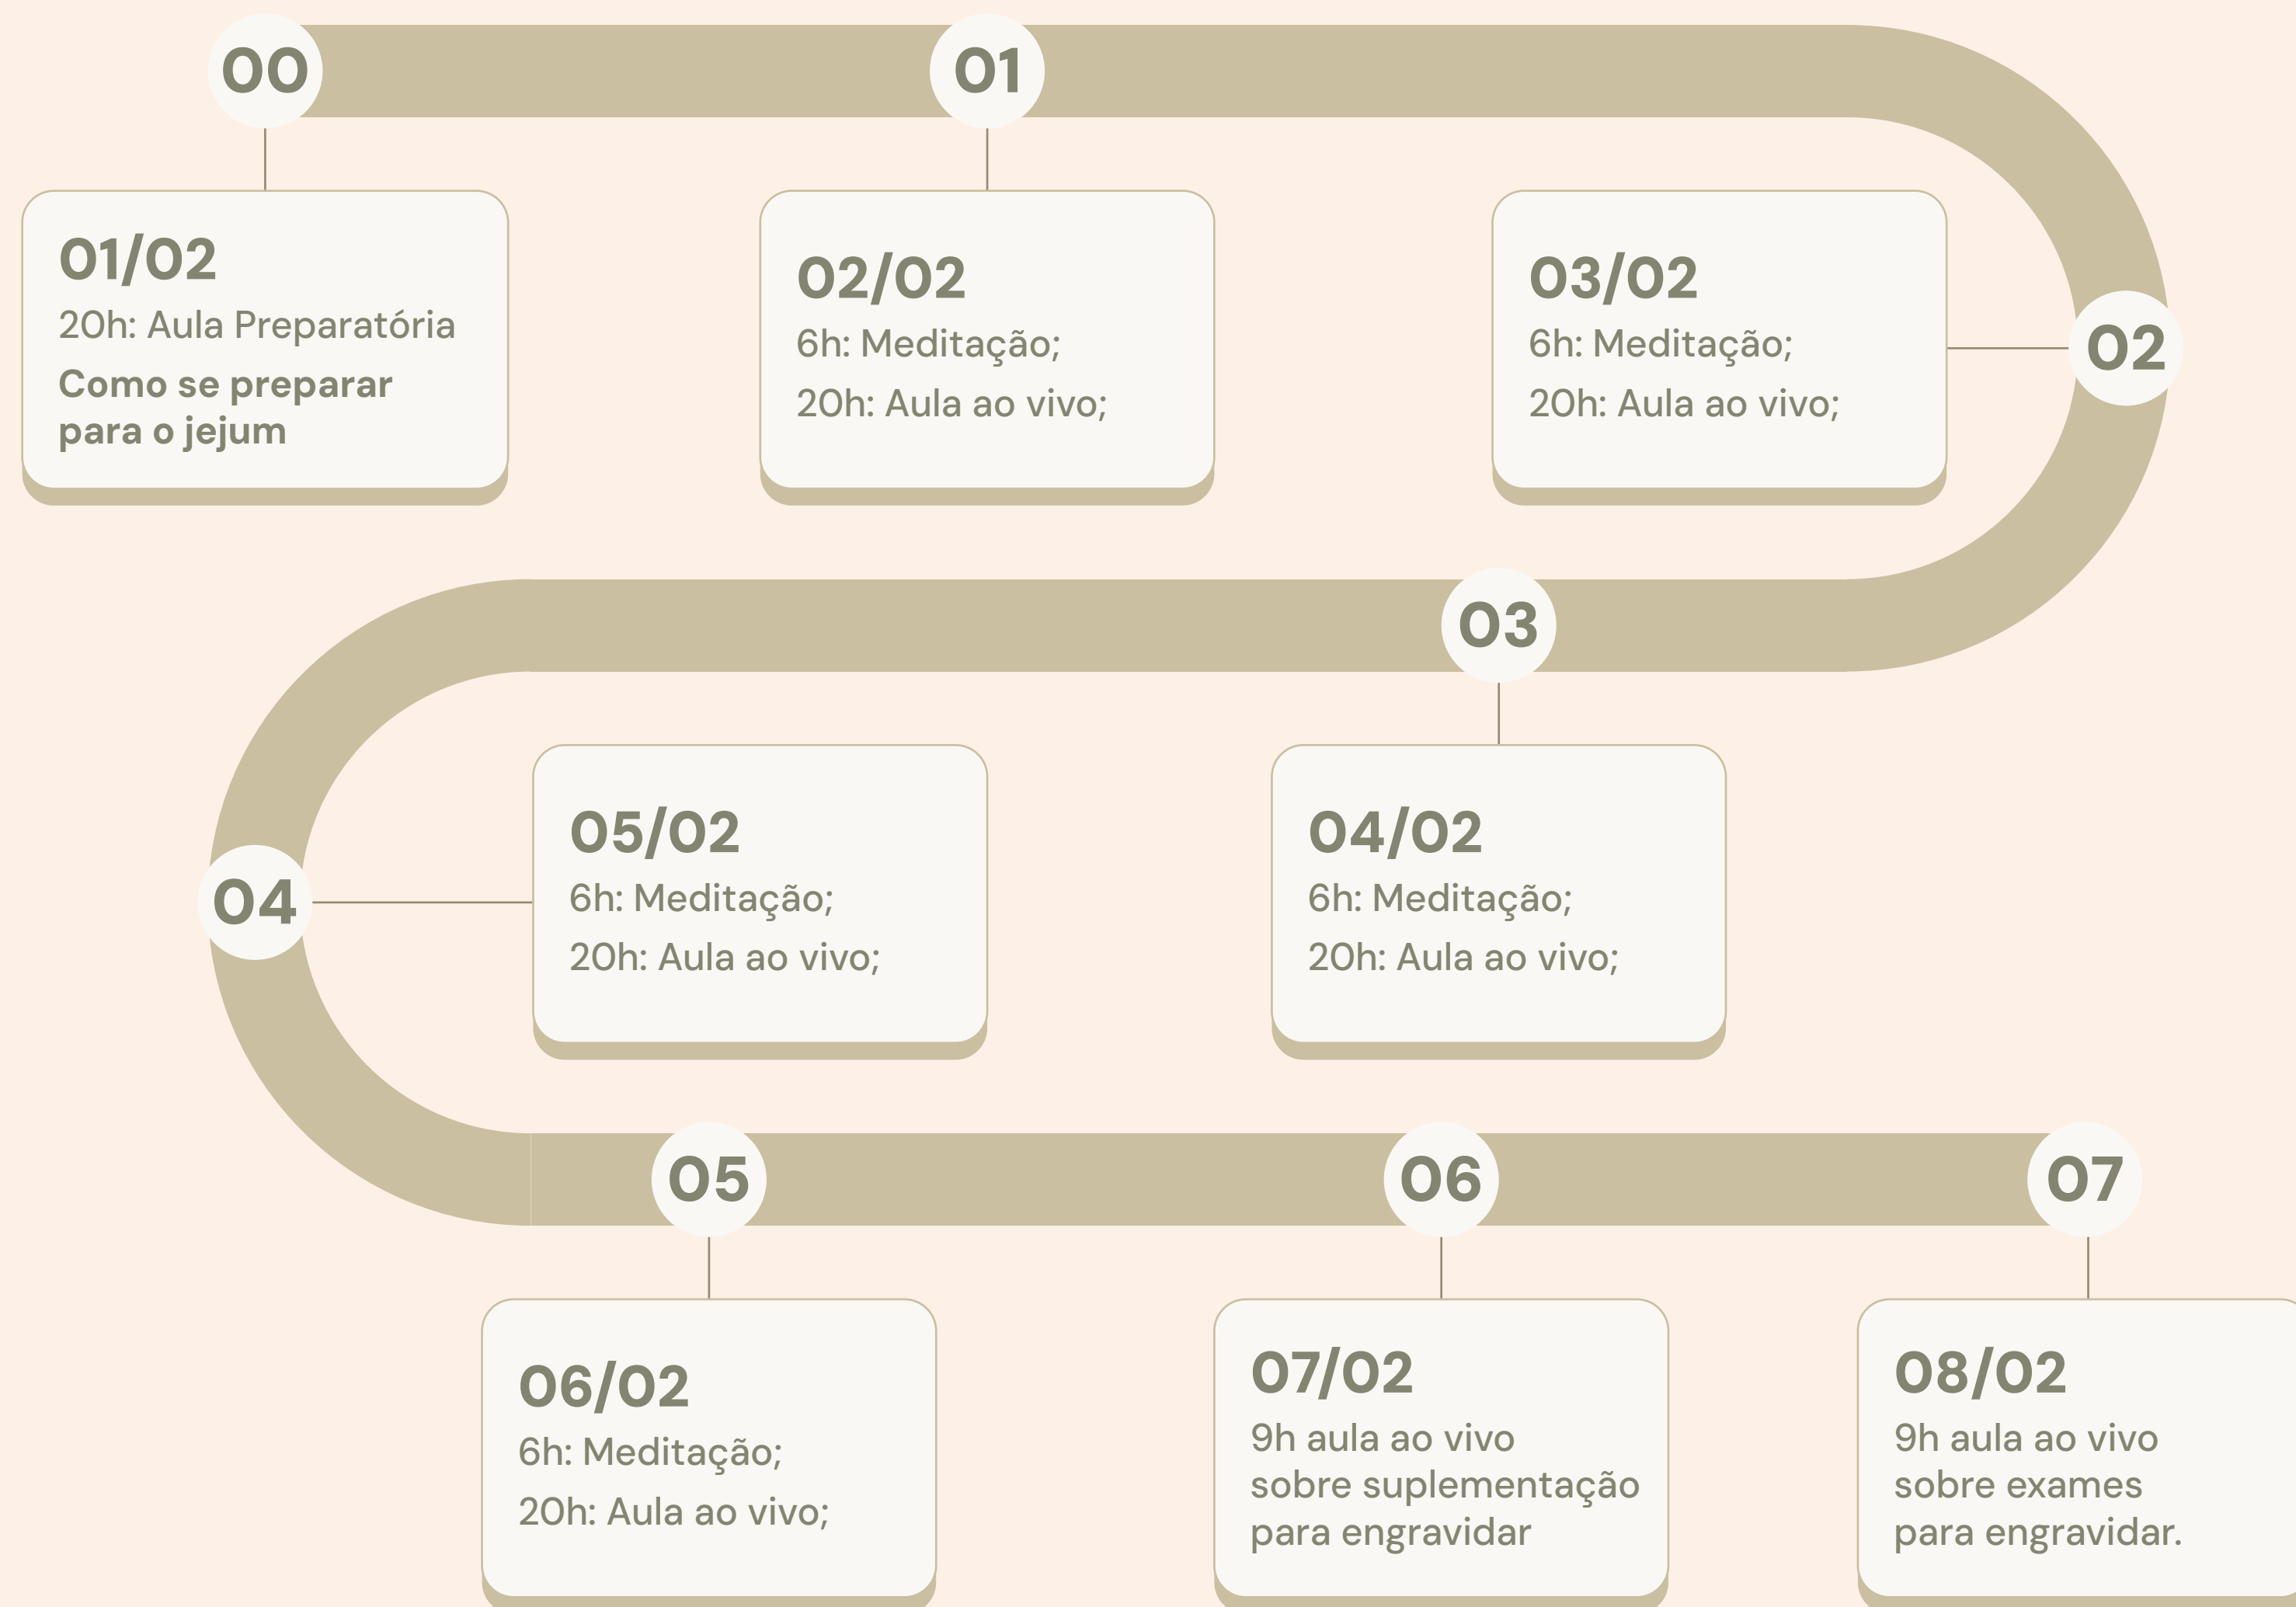 00
01/02
20h: Aula Preparatória
Como se preparar
para o jejum
01
02/02
6h: Meditação;
20h: Aula ao vivo;
02
03/02
6h: Meditação;
20h: Aula ao vivo;
03
04/02
6h: Meditação;
20h: Aula ao vivo;
04
05/02
6h: Meditação;
20h: Aula ao vivo;
05
06/02
6h: Meditação;
20h: Aula ao vivo;
06
07/02
9h aula ao vivo
sobre suplementação
para engravidar
07
08/02
9h aula ao vivo
sobre exames
para engravidar.